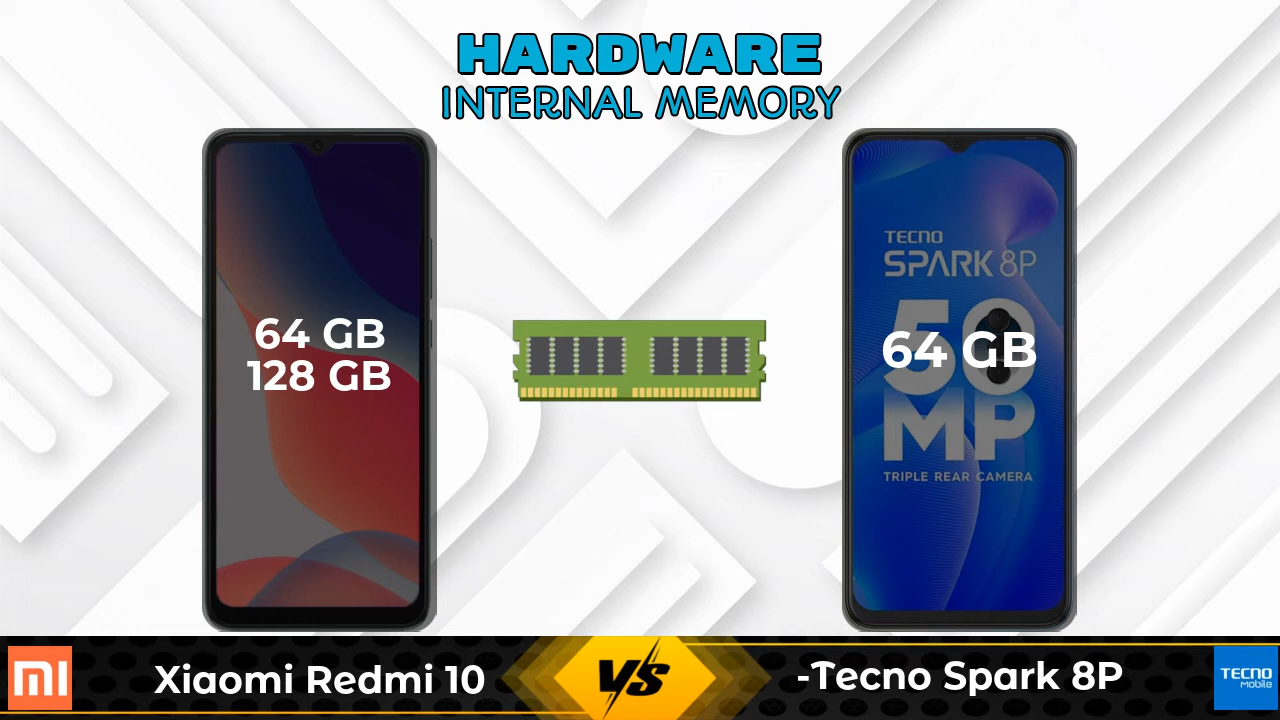 HARDWARE
INTERNAL MEMORY
64 GB
128 GB
TECNO
SPARK 8P
50
MP
TRIPLE REAR CAMERA
64 GB
mi
Xiaomi Redmi 10
VS
-Tecno Spark 8P
TECNO
mobile